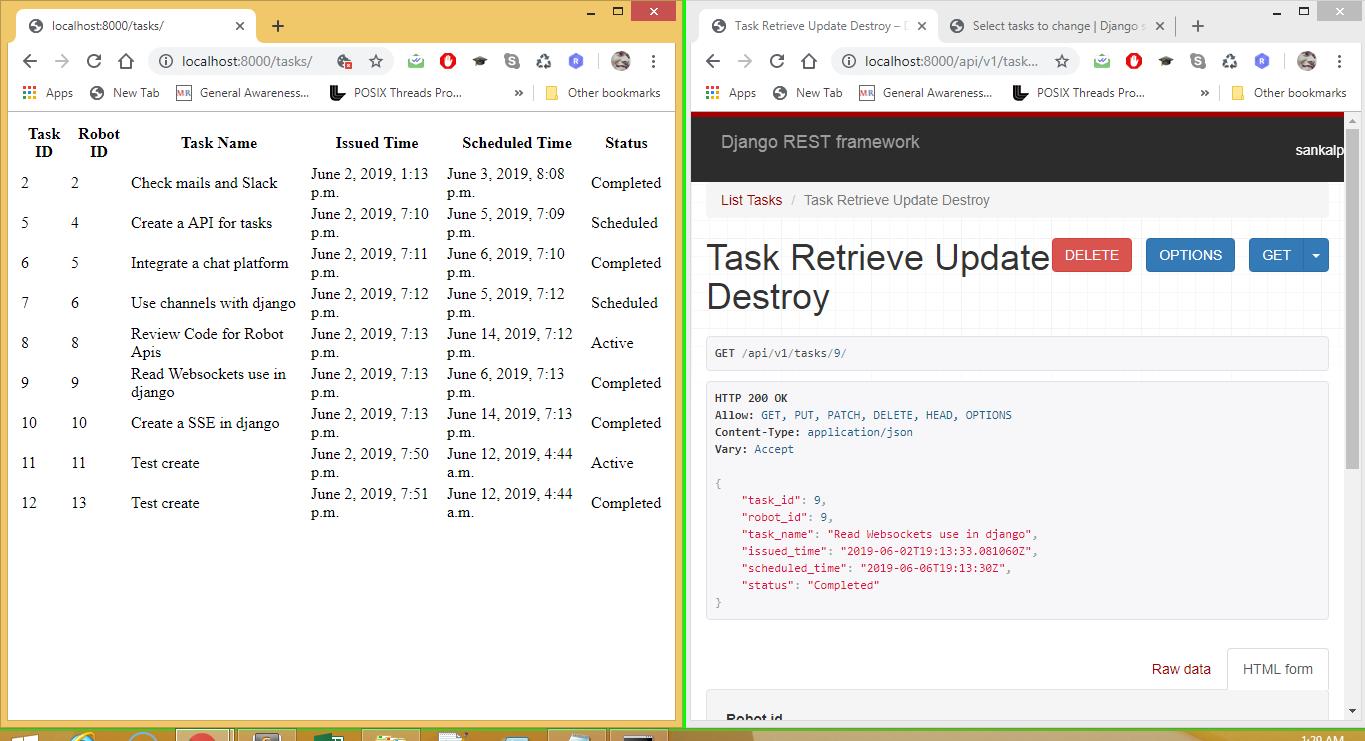 localhost:8000/tasks/
localhost:8000/tasks/
Apps New Tab MR General Awareness... POSIX Threads Pro... » Other bookmarks
Task ID Robot ID Task Name Issued Time Scheduled Time Status
2 2 Check mails and Slack June 2, 2019, 1:13 p.m. June 3, 2019, 8:08 p.m. Completed
5 4 Create a API for tasks June 2, 2019, 7:10 p.m. June 5, 2019, 7:09 p.m. Scheduled
6 5 Integrate a chat platform June 2, 2019, 7:11 p.m. June 6, 2019, 7:10 p.m. Completed
7 6 Use channels with django June 2, 2019, 7:12 p.m. June 5, 2019, 7:12 p.m. Scheduled
8 8 Review Code for Robot Apis June 2, 2019, 7:13 p.m. June 14, 2019, 7:12 p.m. Active
9 9 Read Websockets use in django June 2, 2019, 7:13 p.m. June 6, 2019, 7:13 p.m. Completed
10 10 Create a SSE in django June 2, 2019, 7:13 p.m. June 14, 2019, 7:13 p.m. Completed
11 11 Test create June 2, 2019, 7:50 p.m. June 12, 2019, 4:44 a.m. Active
12 13 Test create June 2, 2019, 7:51 p.m. June 12, 2019, 4:44 a.m. Completed
Task Retrieve Update Destroy – D Select tasks to change | Django s
localhost:8000/api/v1/task...
Apps New Tab MR General Awareness... POSIX Threads Pro... » Other bookmarks
Django REST framework
sankalp
List Tasks / Task Retrieve Update Destroy
Task Retrieve Update
Destroy
DELETE OPTIONS GET
GET /api/v1/tasks/9/
HTTP 200 OK
Allow: GET, PUT, PATCH, DELETE, HEAD, OPTIONS
Content-Type: application/json
Vary: Accept
{
"task_id": 9,
"robot_id": 9,
"task_name": "Read Websockets use in django",
"issued_time": "2019-06-02T19:13:33.081060Z",
"scheduled_time": "2019-06-06T19:13:30Z",
"status": "Completed"
}
Raw data HTML form
Robot id
1:29 AM